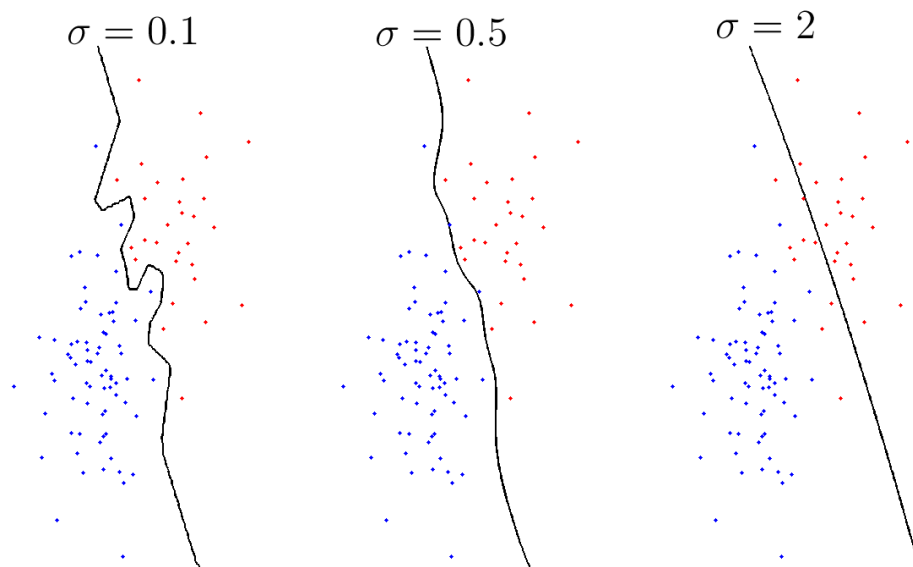 σ = 0.1
σ = 0.5
σ = 2